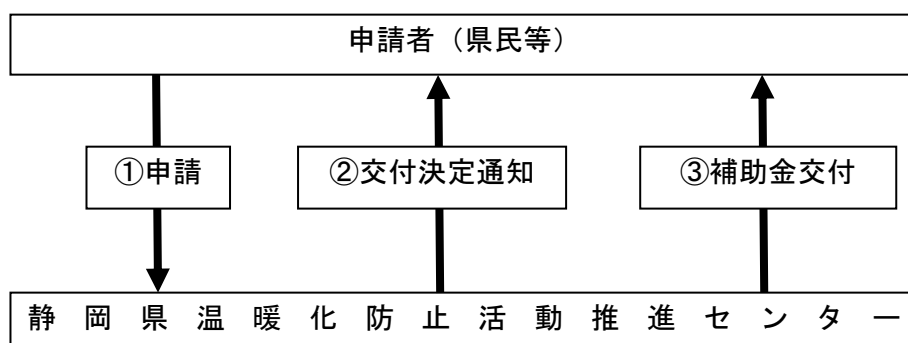 申請者（県民等）
①申請
②交付決定通知
③補助金交付
静岡県温暖化防止活動推進センター